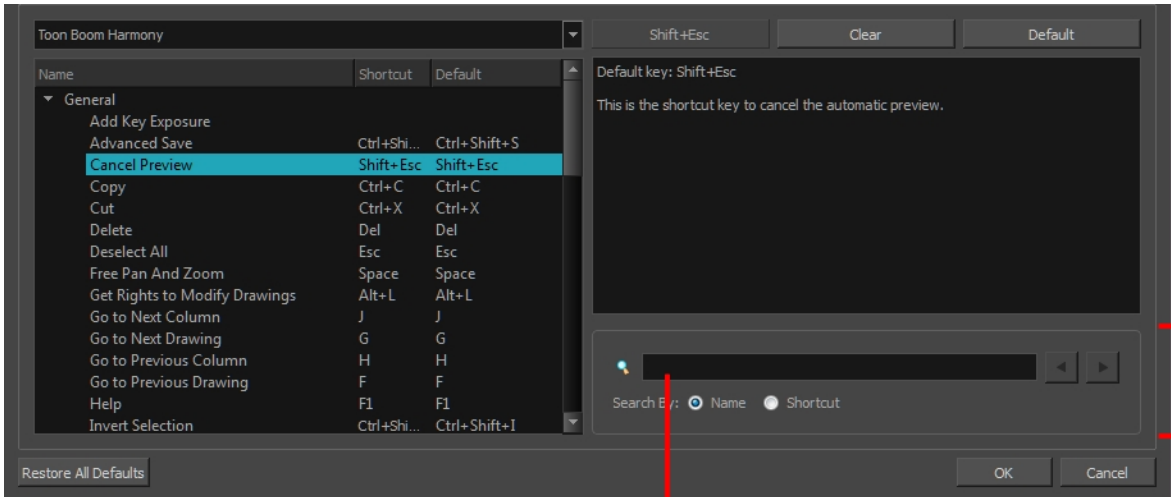 Toon Boom Harmony
Shift+Esc Clear Default
Name Shortcut Default
General
Add Key Exposure
Advanced Save Ctrl+Shi... Ctrl+Shift+S
Cancel Preview Shift+Esc Shift+Esc
Copy Ctrl+C Ctrl+C
Cut Ctrl+X Ctrl+X
Delete Del Del
Deselect All Esc Esc
Free Pan And Zoom Space Space
Get Rights to Modify Drawings Alt+L Alt+L
Go to Next Column J J
Go to Next Drawing G G
Go to Previous Column H H
Go to Previous Drawing F F
Help F1 F1
Invert Selection Ctrl+Shi... Ctrl+Shift+I
Default key: Shift+Esc
This is the shortcut key to cancel the automatic preview.
Search By: Name Shortcut
Restore All Defaults
OK Cancel